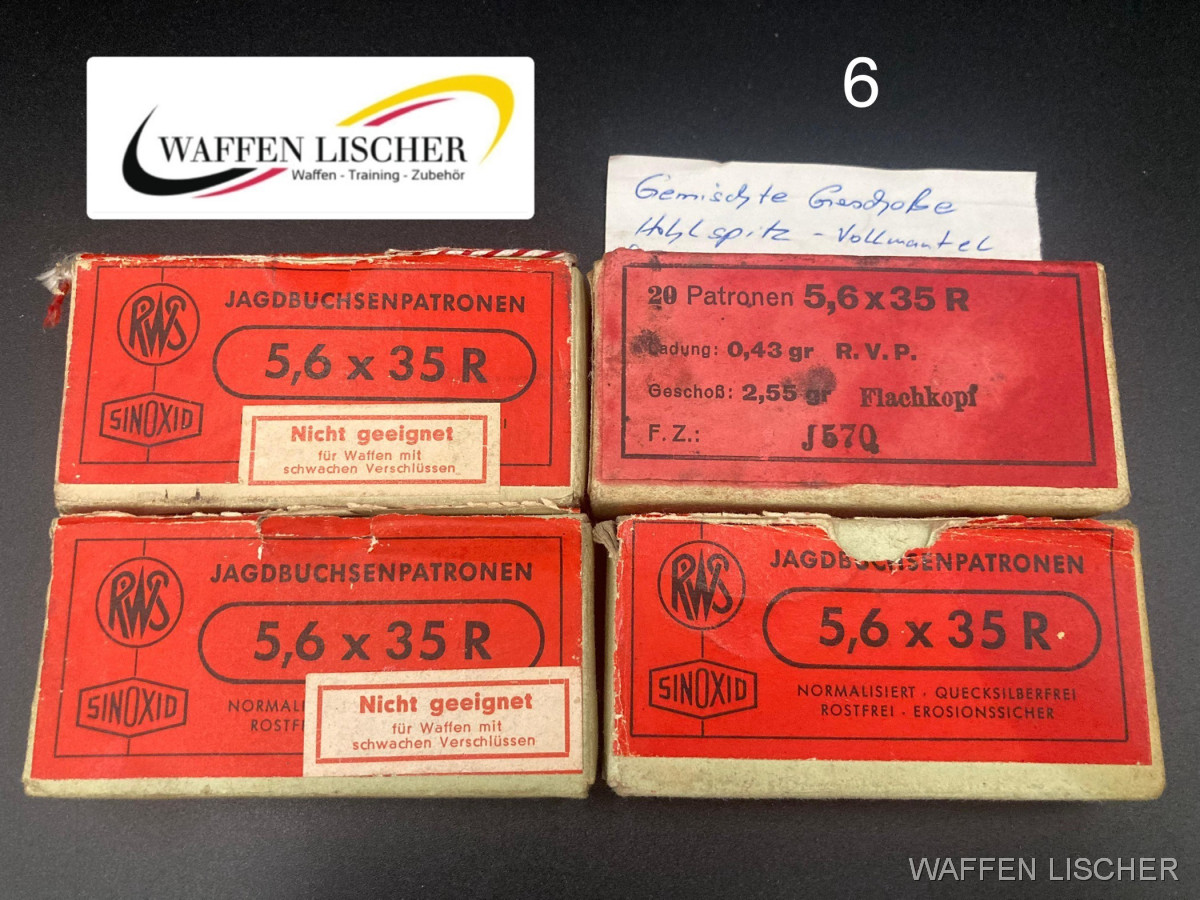 WAFFEN LISCHER
Waffen - Training - Zubehör
6
Gemischte Geschoße
Hohlspitz - Vollmantel
RWS
JAGDBUCHSENPATRONEN
5,6 x 35 R
SINOXID
Nicht geeignet
für Waffen mit
schwachen Verschlüssen
20 Patronen 5,6 x 35 R
Ladung: 0,43 gr R. V. P.
Geschoß: 2,55 gr Flachkopf
F. Z.: J57Q
RWS
JAGDBUCHSENPATRONEN
5,6 x 35 R
SINOXID
NORMALI
ROSTF
Nicht geeignet
für Waffen mit
schwachen Verschlüssen
RWS
JAGDBUCHSENPATRONEN
5,6 x 35 R
SINOXID
NORMALISIERT · QUECKSILBERFREI
ROSTFREI · EROSIONSSICHER
WAFFEN LISCHER